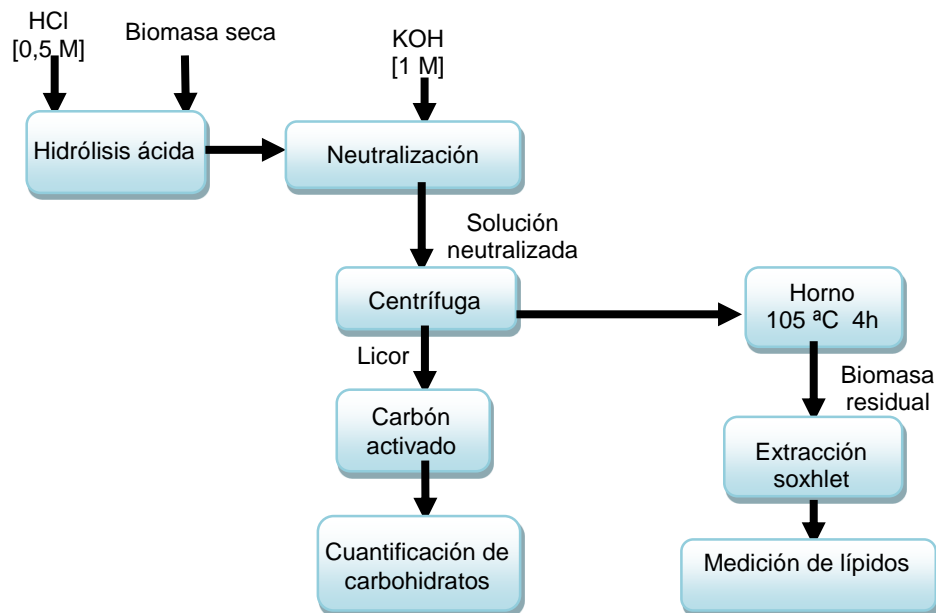 HCl
[0,5 M]
Biomasa seca
KOH
[1 M]
Hidrólisis ácida
Neutralización
Solución
neutralizada
Centrífuga
Horno
105 ªC 4h
Licor
Biomasa
residual
Carbón
activado
Extracción
soxhlet
Cuantificación de
carbohidratos
Medición de lípidos